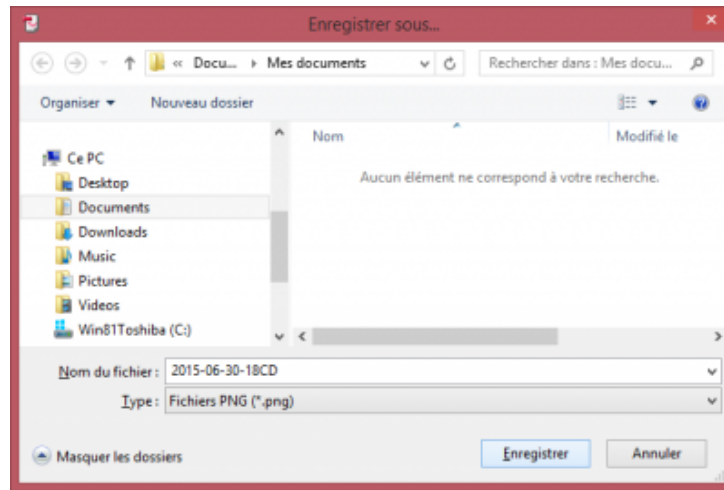 Enregistrer sous...
« Docu... ▸ Mes documents
Rechercher dans : Mes docu...
Organiser ▾ Nouveau dossier
Nom Modifié le
Aucun élément ne correspond à votre recherche.
Ce PC
Desktop
Documents
Downloads
Music
Pictures
Videos
Win81Toshiba (C:)
Nom du fichier : 2015-06-30-18CD
Type : Fichiers PNG (*.png)
Masquer les dossiers Enregistrer Annuler